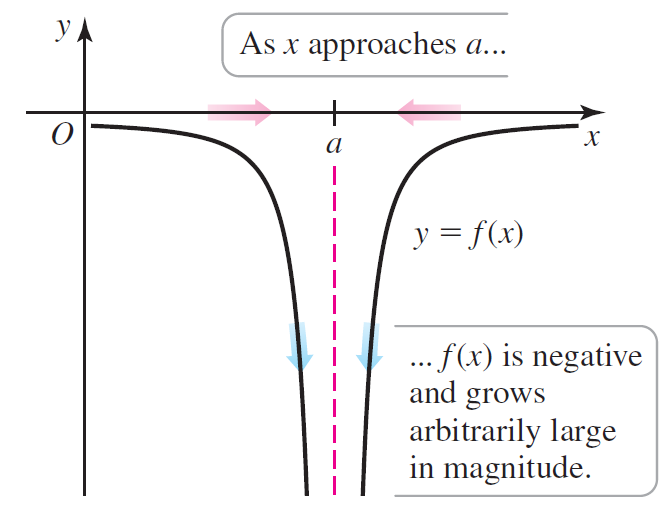 y
As x approaches a...
O
a
x
y = f(x)
... f(x) is negative
and grows
arbitrarily large
in magnitude.